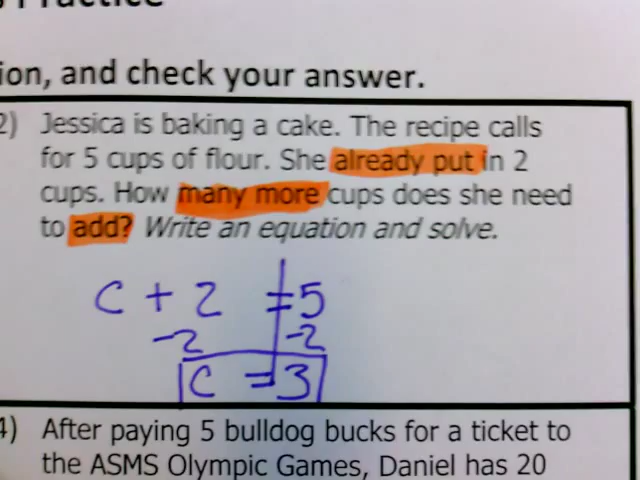 ion, and check your answer.
2) Jessica is baking a cake. The recipe calls
for 5 cups of flour. She already put in 2
cups. How many more cups does she need
to add? Write an equation and solve.
C + 2 = 5
-2 -2
C = 3
4) After paying 5 bulldog bucks for a ticket to
the ASMS Olympic Games, Daniel has 20